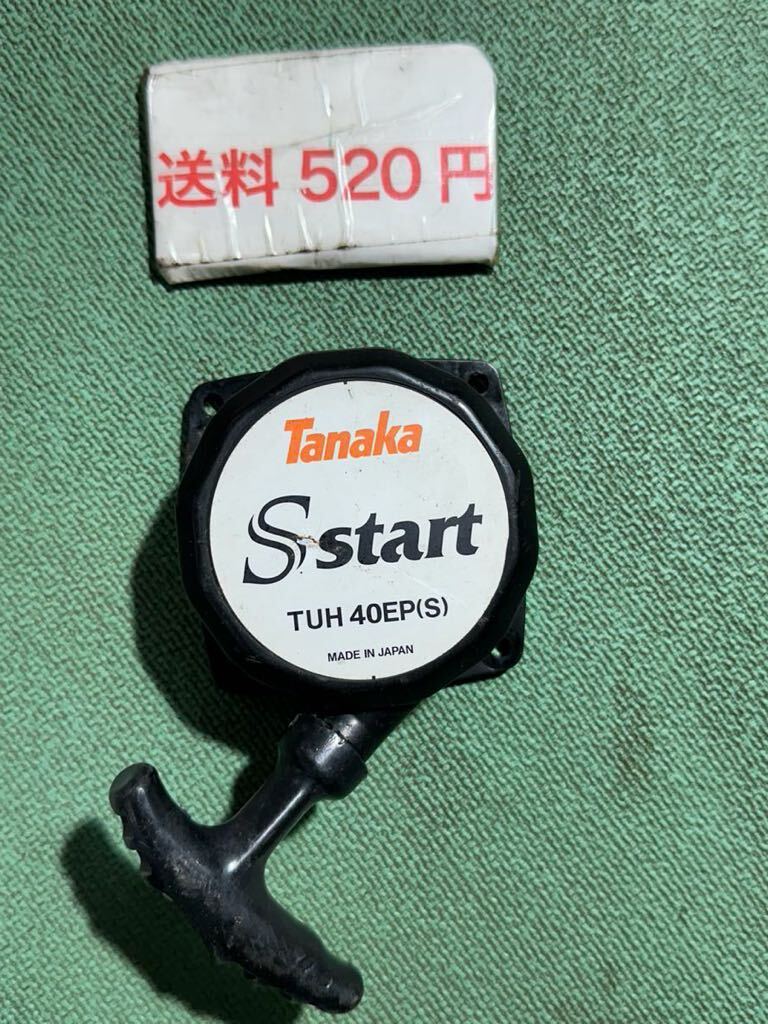 送料 520 円
Tanaka
S-start
TUH 40EP(S)
MADE IN JAPAN